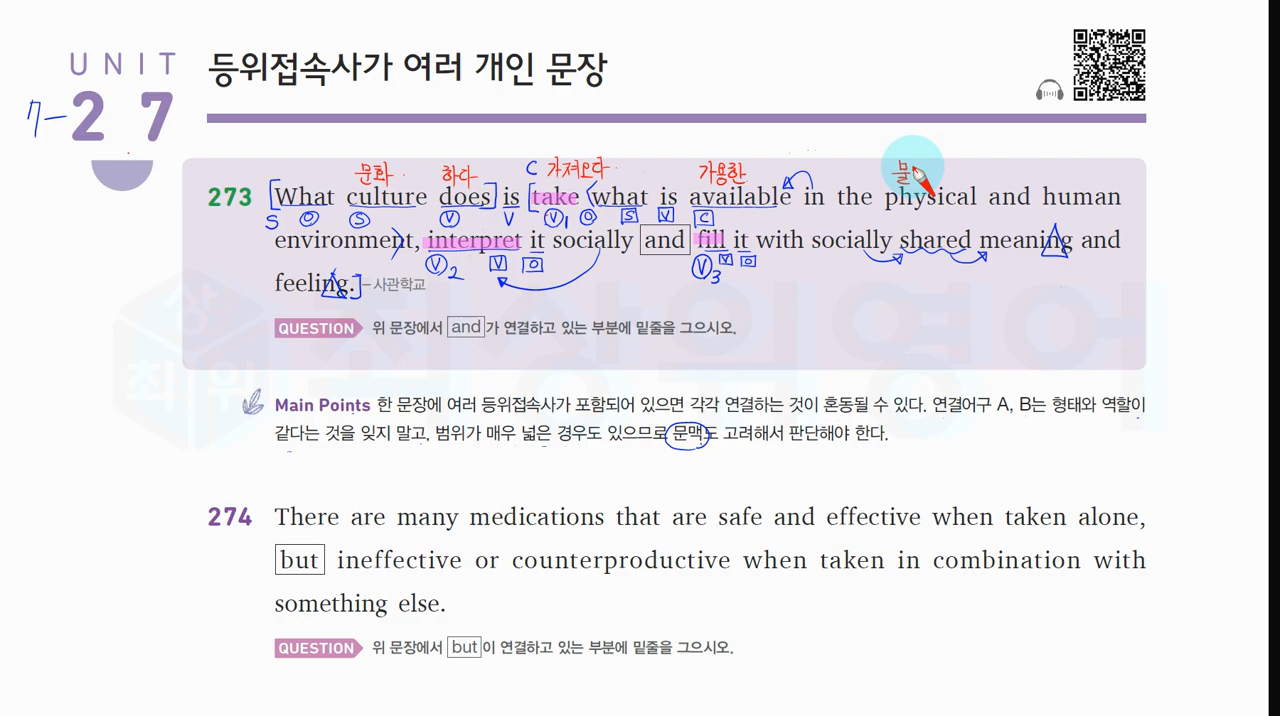 UNIT
등위접속사가 여러 개인 문장
7-27
문화 하다 C 가져오다 가용한 물
273 [What culture does] is [take (what is available in the physical and human
S O S V V V1 O S V C
environment), interpret it socially and fill it with socially shared meaning and
V2 V O V3 V O
feeling.] – 사관학교
QUESTION 위 문장에서 and가 연결하고 있는 부분에 밑줄을 그으시오.
상
최 위
최상위영어
Main Points 한 문장에 여러 등위접속사가 포함되어 있으면 각각 연결하는 것이 혼동될 수 있다. 연결어구 A, B는 형태와 역할이
같다는 것을 잊지 말고, 범위가 매우 넓은 경우도 있으므로 문맥도 고려해서 판단해야 한다.
274 There are many medications that are safe and effective when taken alone,
but ineffective or counterproductive when taken in combination with
something else.
QUESTION 위 문장에서 but이 연결하고 있는 부분에 밑줄을 그으시오.